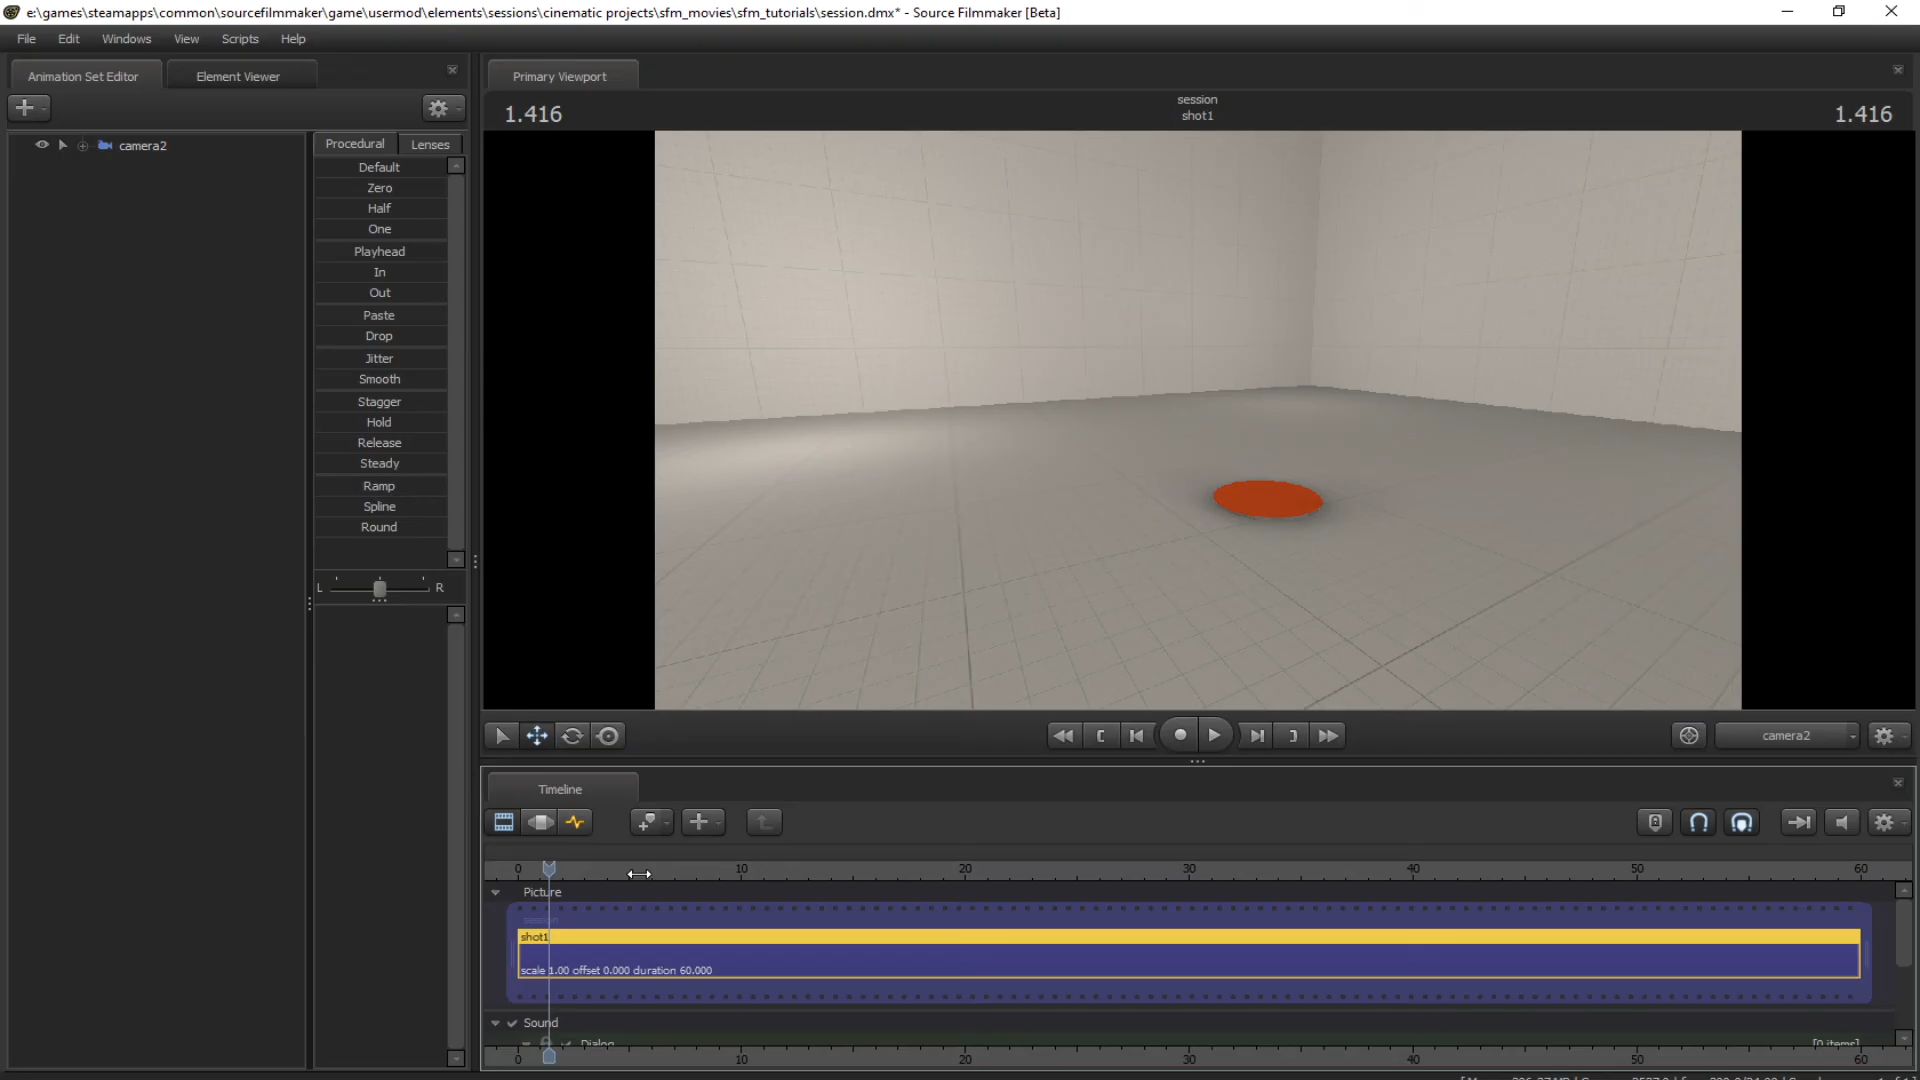 e:\games\steamapps\common\sourcefilmmaker\game\usermod\elements\sessions\cinematic projects\sfm_movies\sfm_tutorials\session.dmx* - Source Filmmaker [Beta]
File Edit Windows View Scripts Help
Animation Set Editor Element Viewer
Primary Viewport
1.416
session
shot1
1.416
camera2
Procedural Lenses
Default
Zero
Half
One
Playhead
In
Out
Paste
Drop
Jitter
Smooth
Stagger
Hold
Release
Steady
Ramp
Spline
Round
L R
camera2
Timeline
0 10 20 30 40 50 60
Picture
session
shot1
scale 1.00 offset 0.000 duration 60.000
Sound
Dialog [0 items]
0 10 20 30 40 50 60